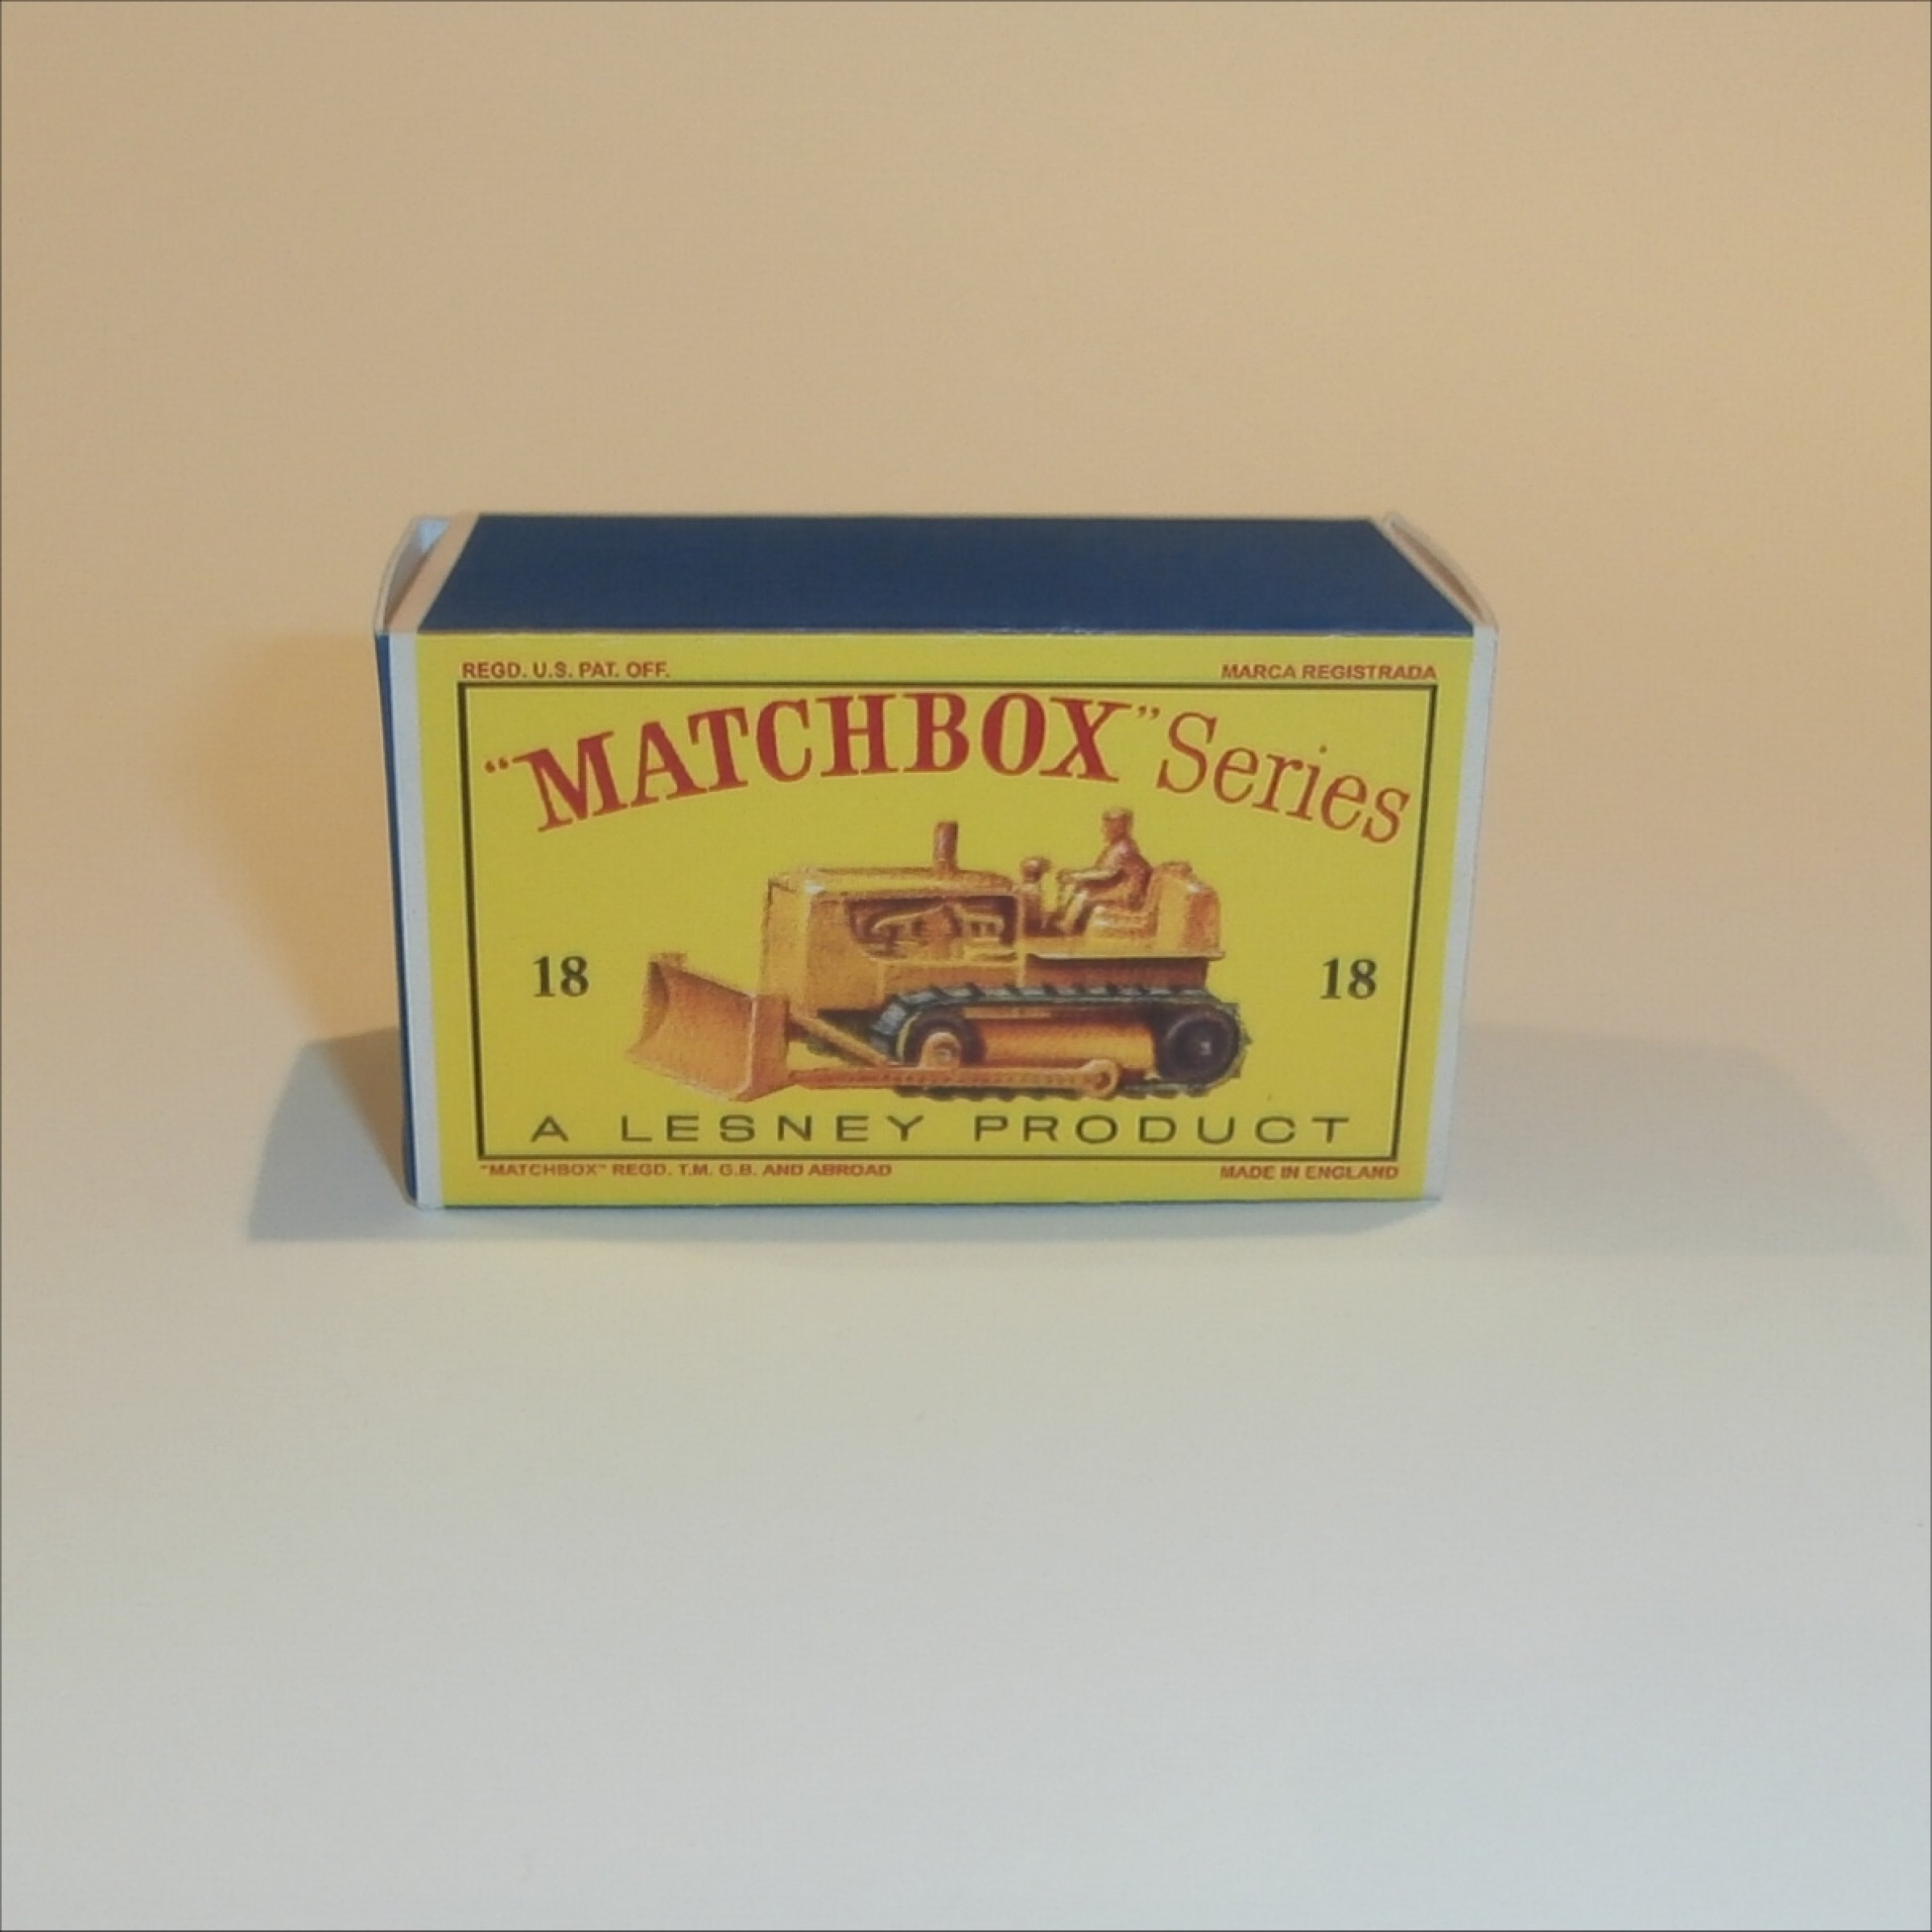 REGD. U.S. PAT. OFF. MARCA REGISTRADA
"MATCHBOX" Series
18 18
A LESNEY PRODUCT
"MATCHBOX" REGD. T.M. G.B. AND ABROAD MADE IN ENGLAND